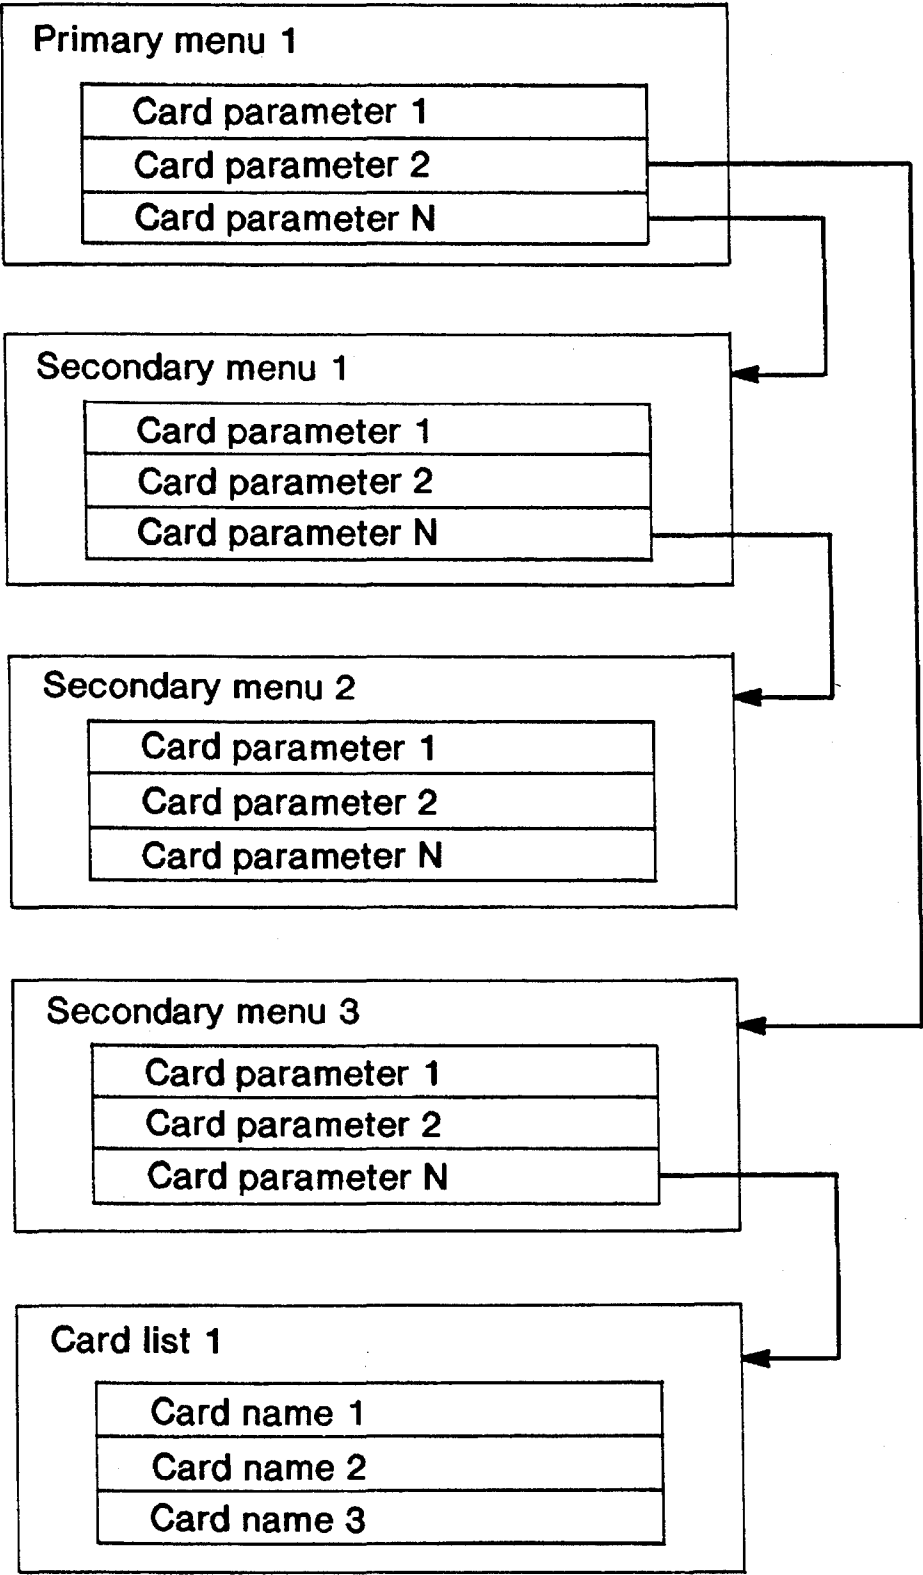 Primary menu 1
Card parameter 1
Card parameter 2
Card parameter N
Secondary menu 1
Card parameter 1
Card parameter 2
Card parameter N
Secondary menu 2
Card parameter 1
Card parameter 2
Card parameter N
Secondary menu 3
Card parameter 1
Card parameter 2
Card parameter N
Card list 1
Card name 1
Card name 2
Card name 3